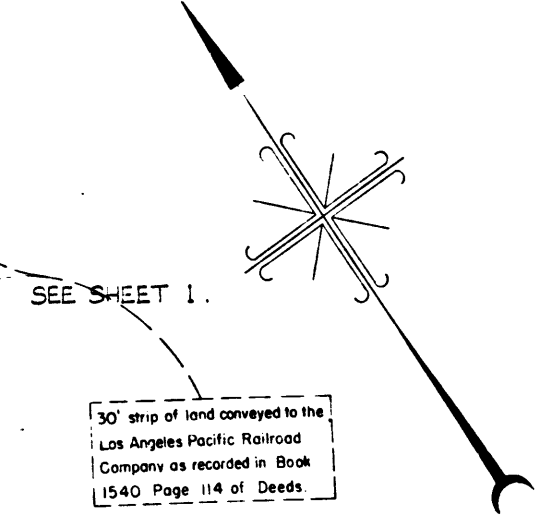 SEE SHEET 1.
30' strip of land conveyed to the
Los Angeles Pacific Railroad
Company as recorded in Book
1540 Page 114 of Deeds.